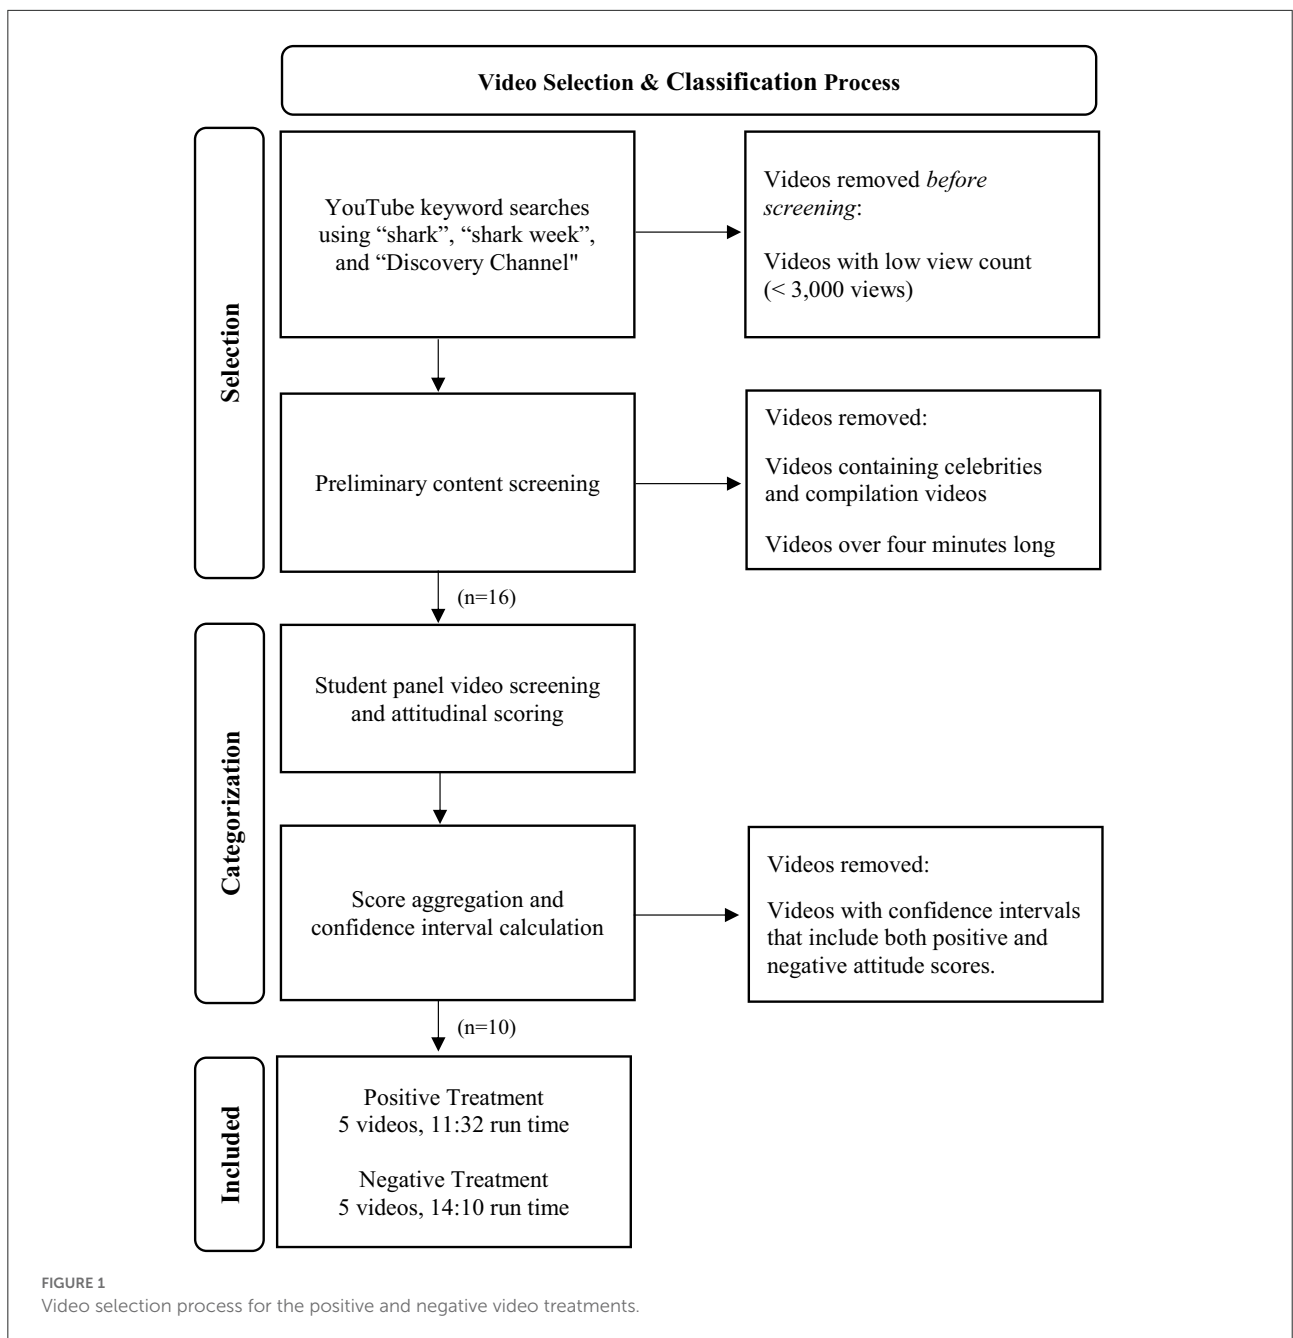 Video Selection & Classification Process
Selection
YouTube keyword searches
using “shark”, “shark week”,
and “Discovery Channel"
Videos removed before
screening:
Videos with low view count
(< 3,000 views)
Preliminary content screening
Videos removed:
Videos containing celebrities
and compilation videos
Videos over four minutes long
(n=16)
Categorization
Student panel video screening
and attitudinal scoring
Score aggregation and
confidence interval calculation
Videos removed:
Videos with confidence intervals
that include both positive and
negative attitude scores.
(n=10)
Included
Positive Treatment
5 videos, 11:32 run time
Negative Treatment
5 videos, 14:10 run time
FIGURE 1
Video selection process for the positive and negative video treatments.